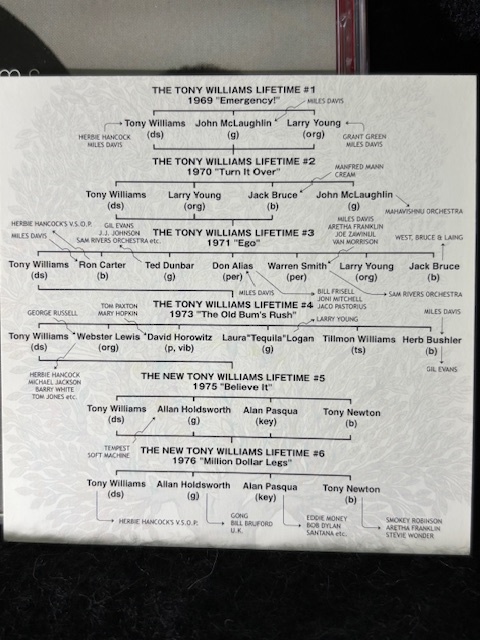 THE TONY WILLIAMS LIFETIME #1
1969 "Emergency!"
MILES DAVIS
Tony Williams John McLaughlin Larry Young
(ds) (g) (org)
HERBIE HANCOCK
MILES DAVIS
GRANT GREEN
MILES DAVIS
THE TONY WILLIAMS LIFETIME #2
1970 "Turn It Over"
MANFRED MANN
CREAM
Tony Williams Larry Young Jack Bruce John McLaughlin
(ds) (org) (b) (g)
MAHAVISHNU ORCHESTRA
HERBIE HANCOCK'S V.S.O.P.
MILES DAVIS
GIL EVANS
J.J. JOHNSON
SAM RIVERS ORCHESTRA etc.
THE TONY WILLIAMS LIFETIME #3
1971 "Ego"
MILES DAVIS
ARETHA FRANKLIN
JOE ZAWINUL
VAN MORRISON
WEST, BRUCE & LAING
Tony Williams Ron Carter Ted Dunbar Don Alias Warren Smith Larry Young Jack Bruce
(ds) (b) (g) (per) (per) (org) (b)
MILES DAVIS
BILL FRISELL
JONI MITCHELL
JACO PASTORIUS
SAM RIVERS ORCHESTRA
GEORGE RUSSELL
TOM PAXTON
MARY HOPKIN
THE TONY WILLIAMS LIFETIME #4
1973 "The Old Bum's Rush"
LARRY YOUNG
MILES DAVIS
Tony Williams Webster Lewis David Horowitz Laura"Tequila"Logan Tillmon Williams Herb Bushler
(ds) (org) (p, vib) (g) (ts) (b)
HERBIE HANCOCK
MICHAEL JACKSON
BARRY WHITE
TOM JONES etc.
GIL EVANS
THE NEW TONY WILLIAMS LIFETIME #5
1975 "Believe It"
Tony Williams Allan Holdsworth Alan Pasqua Tony Newton
(ds) (g) (key) (b)
TEMPEST
SOFT MACHINE
THE NEW TONY WILLIAMS LIFETIME #6
1976 "Million Dollar Legs"
Tony Williams Allan Holdsworth Alan Pasqua Tony Newton
(ds) (g) (key) (b)
HERBIE HANCOCK'S V.S.O.P.
GONG
BILL BRUFORD
U.K.
EDDIE MONEY
BOB DYLAN
SANTANA etc.
SMOKEY ROBINSON
ARETHA FRANKLIN
STEVIE WONDER